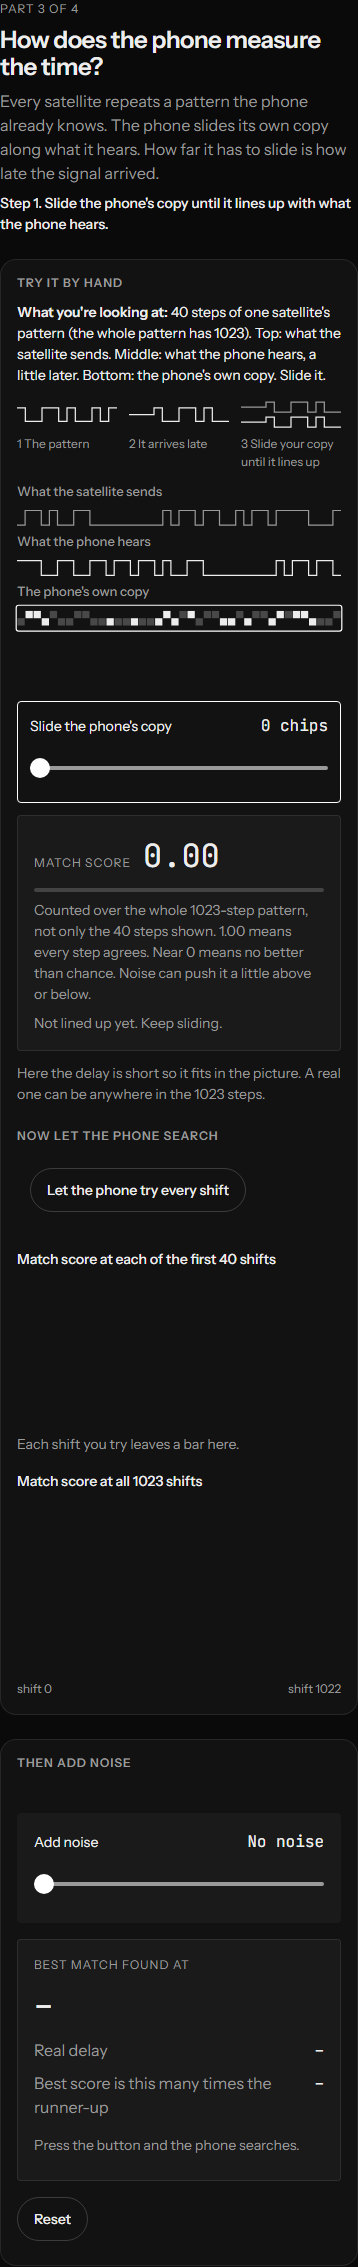 PART 3 OF 4
How does the phone measure
the time?
Every satellite repeats a pattern the phone
already knows. The phone slides its own copy
along what it hears. How far it has to slide is how
late the signal arrived.
Step 1. Slide the phone's copy until it lines up with what
the phone hears.
TRY IT BY HAND
What you're looking at: 40 steps of one satellite's
pattern (the whole pattern has 1023). Top: what the
satellite sends. Middle: what the phone hears, a
little later. Bottom: the phone's own copy. Slide it.
1 The pattern
2 It arrives late
3 Slide your copy
until it lines up
What the satellite sends
What the phone hears
The phone's own copy
Slide the phone's copy 0 chips
MATCH SCORE 0.00
Counted over the whole 1023-step pattern,
not only the 40 steps shown. 1.00 means
every step agrees. Near 0 means no better
than chance. Noise can push it a little above
or below.
Not lined up yet. Keep sliding.
Here the delay is short so it fits in the picture. A real
one can be anywhere in the 1023 steps.
NOW LET THE PHONE SEARCH
Let the phone try every shift
Match score at each of the first 40 shifts
Each shift you try leaves a bar here.
Match score at all 1023 shifts
shift 0 shift 1022
THEN ADD NOISE
Add noise No noise
BEST MATCH FOUND AT
–
Real delay –
Best score is this many times the –
runner-up
Press the button and the phone searches.
Reset